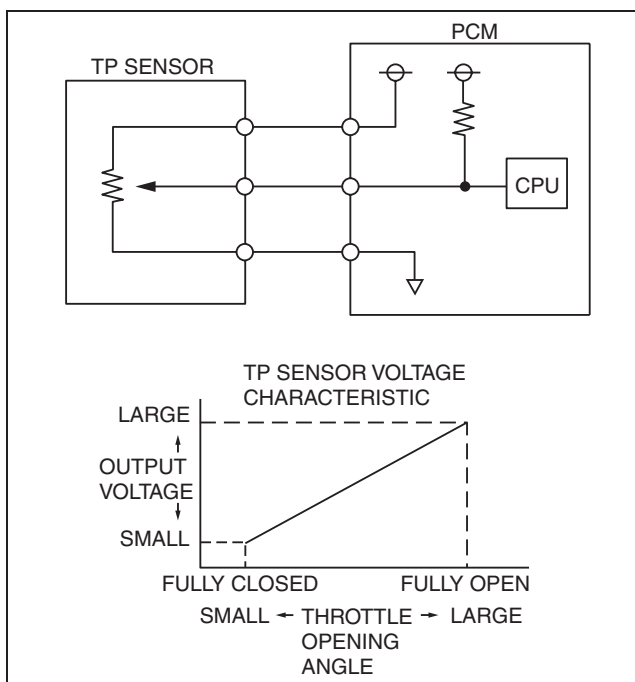 PCM
TP SENSOR
CPU
TP SENSOR VOLTAGE
CHARACTERISTIC
LARGE
OUTPUT
VOLTAGE
SMALL
FULLY CLOSED FULLY OPEN
SMALL ← THROTTLE → LARGE
OPENING
ANGLE